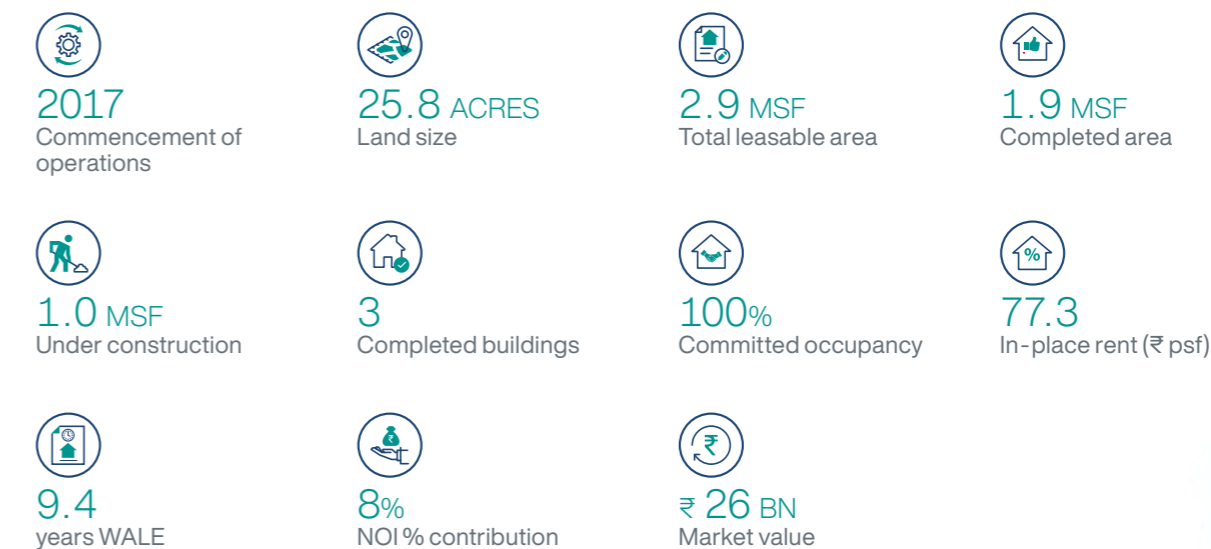 2017
Commencement of
operations
25.8 ACRES
Land size
2.9 MSF
Total leasable area
1.9 MSF
Completed area
1.0 MSF
Under construction
3
Completed buildings
100%
Committed occupancy
%
77.3
In-place rent (₹ psf)
9.4
years WALE
₹
8%
NOI % contribution
₹
₹ 26 BN
Market value